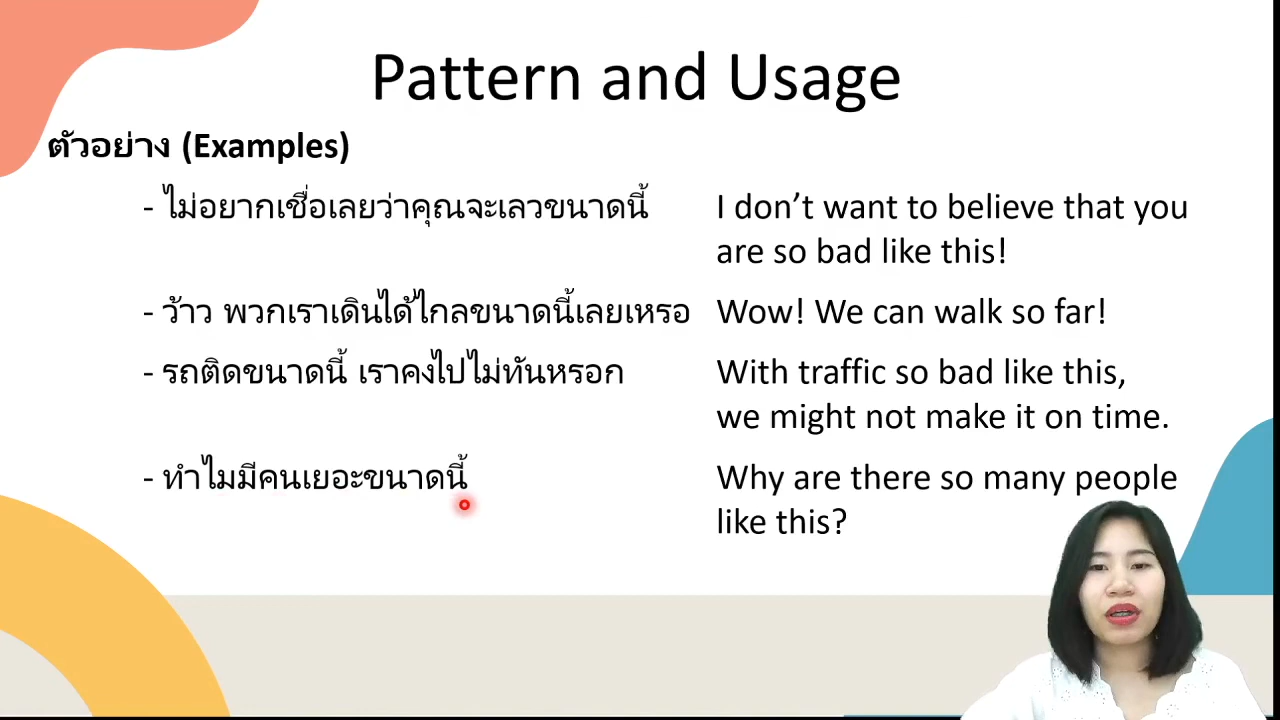 Pattern and Usage
ตัวอย่าง (Examples)
- ไม่อยากเชื่อเลยว่าคุณจะเลวขนาดนี้ I don’t want to believe that you
are so bad like this!
- ว้าว พวกเราเดินได้ไกลขนาดนี้เลยเหรอ Wow! We can walk so far!
- รถติดขนาดนี้ เราคงไปไม่ทันหรอก With traffic so bad like this,
we might not make it on time.
- ทำไมมีคนเยอะขนาดนี้ Why are there so many people
like this?